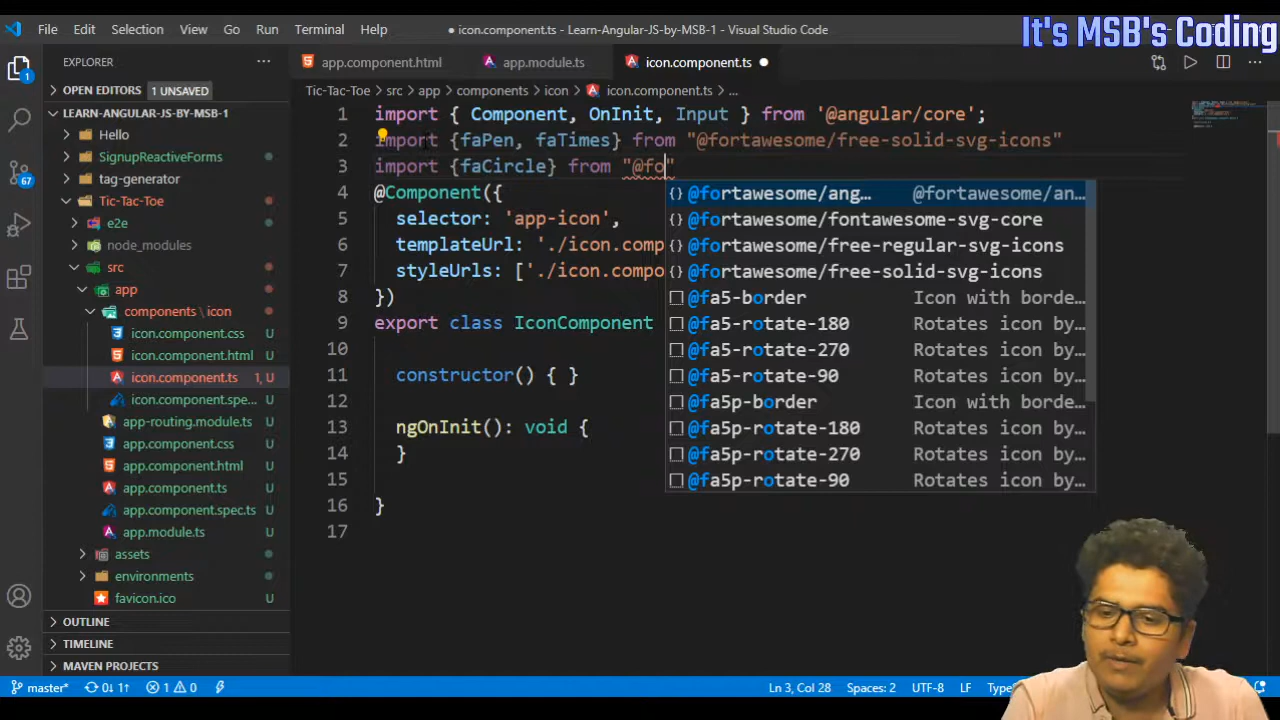 File Edit Selection View Go Run Terminal Help
● icon.component.ts - Learn-Angular-JS-by-MSB-1 - Visual Studio Code
It's MSB's Coding
EXPLORER ...
app.component.html app.module.ts icon.component.ts ●
OPEN EDITORS 1 UNSAVED
LEARN-ANGULAR-JS-BY-MSB-1
Hello
SignupReactiveForms
tag-generator
Tic-Tac-Toe
e2e
node_modules
src
app
components \ icon
icon.component.css U
icon.component.html U
icon.component.ts 1, U
icon.component.spe... U
app-routing.module.ts U
app.component.css U
app.component.html U
app.component.ts U
app.component.spec.ts U
app.module.ts U
assets
environments
favicon.ico U
OUTLINE
TIMELINE
MAVEN PROJECTS
Tic-Tac-Toe > src > app > components > icon > icon.component.ts > ...
1 import { Component, OnInit, Input } from '@angular/core';
2 import {faPen, faTimes} from "@fortawesome/free-solid-svg-icons"
3 import {faCircle} from "@fo"
4 @Component({
5 selector: 'app-icon',
6 templateUrl: './icon.comp
7 styleUrls: ['./icon.compo
8 })
9 export class IconComponent
10
11 constructor() { }
12
13 ngOnInit(): void {
14 }
15
16 }
17
{} @fortawesome/ang... @fortawesome/an...
{} @fortawesome/fontawesome-svg-core
{} @fortawesome/free-regular-svg-icons
{} @fortawesome/free-solid-svg-icons
@fa5-border Icon with borde...
@fa5-rotate-180 Rotates icon by...
@fa5-rotate-270 Rotates icon by...
@fa5-rotate-90 Rotates icon by...
@fa5p-border Icon with borde...
@fa5p-rotate-180 Rotates icon by...
@fa5p-rotate-270 Rotates icon by...
@fa5p-rotate-90 Rotates icon by...
1
master* 0↓ 1↑ 1 0 Ln 3, Col 28 Spaces: 2 UTF-8 LF